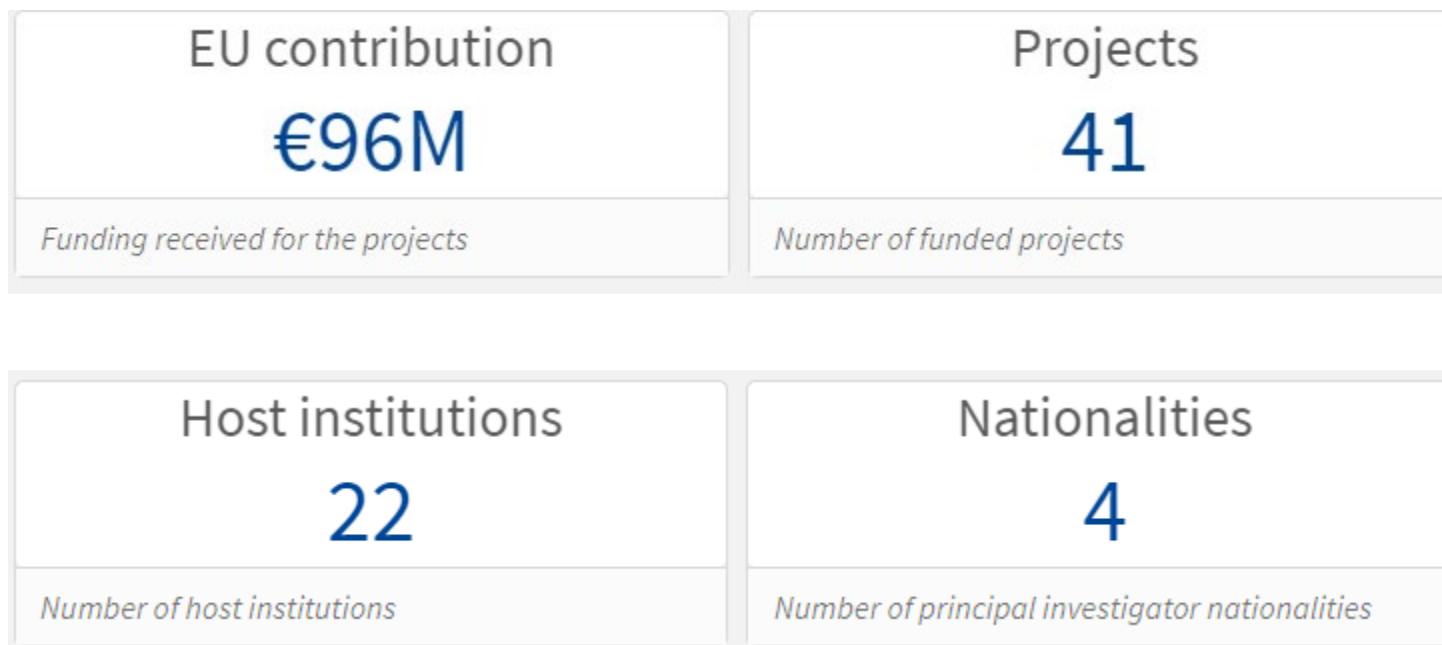 EU contribution
€96M
Funding received for the projects
Projects
41
Number of funded projects
Host institutions
22
Number of host institutions
Nationalities
4
Number of principal investigator nationalities